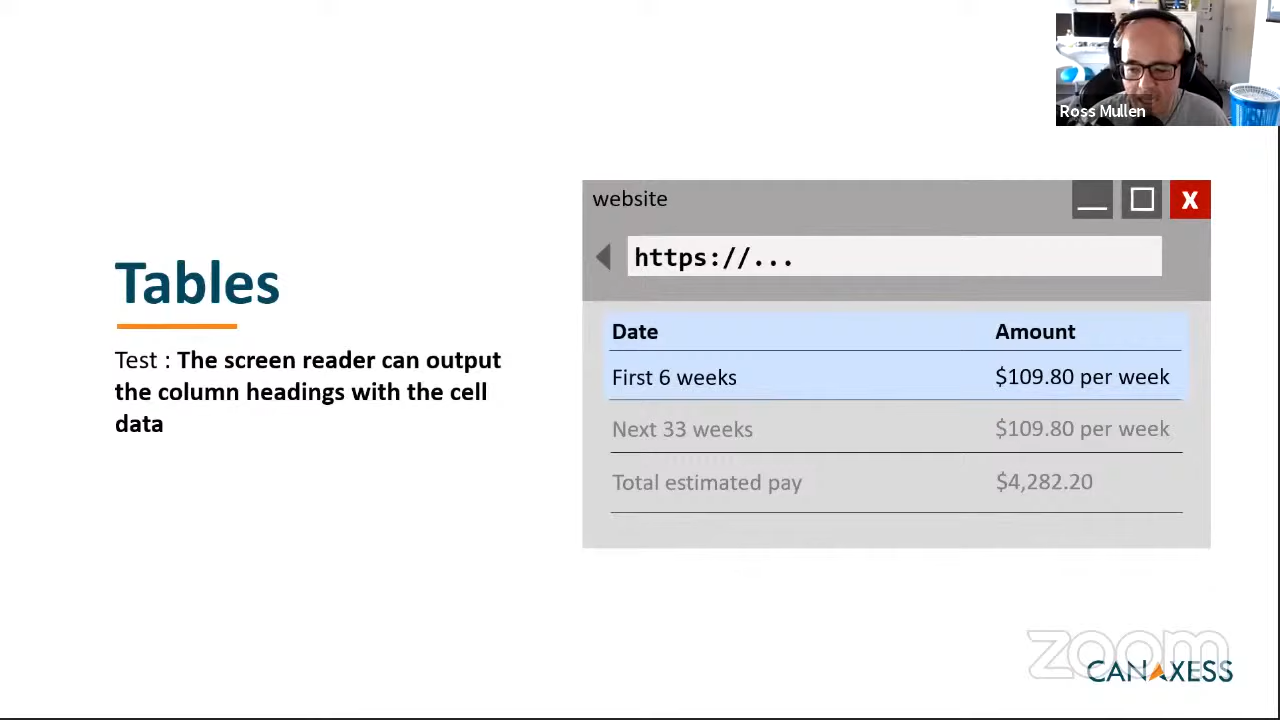 Ross Mullen
website
X
https://...
Tables
Test : The screen reader can output
the column headings with the cell
data
Date Amount
First 6 weeks $109.80 per week
Next 33 weeks $109.80 per week
Total estimated pay $4,282.20
zoom
CANAXESS